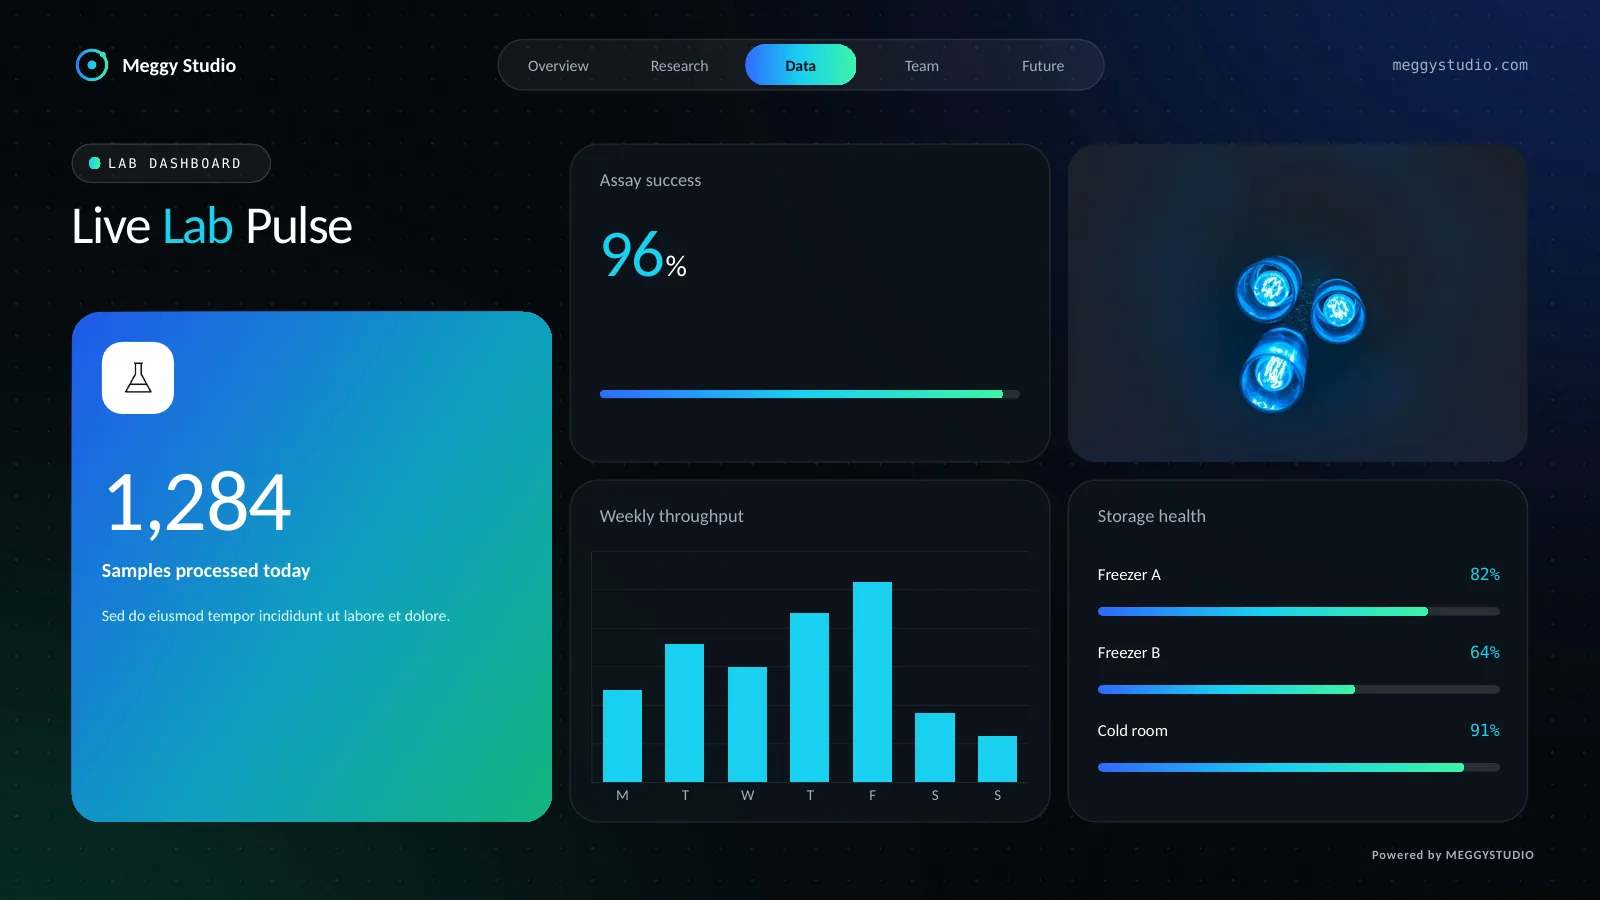 Meggy Studio
Overview
Research
Data
Team
Future
meggystudio.com
LAB DASHBOARD
Live Lab Pulse
1,284
Samples processed today
Sed do eiusmod tempor incididunt ut labore et dolore.
Assay success
96%
Weekly throughput
M T W T F S S
Storage health
Freezer A 82%
Freezer B 64%
Cold room 91%
Powered by MEGGYSTUDIO